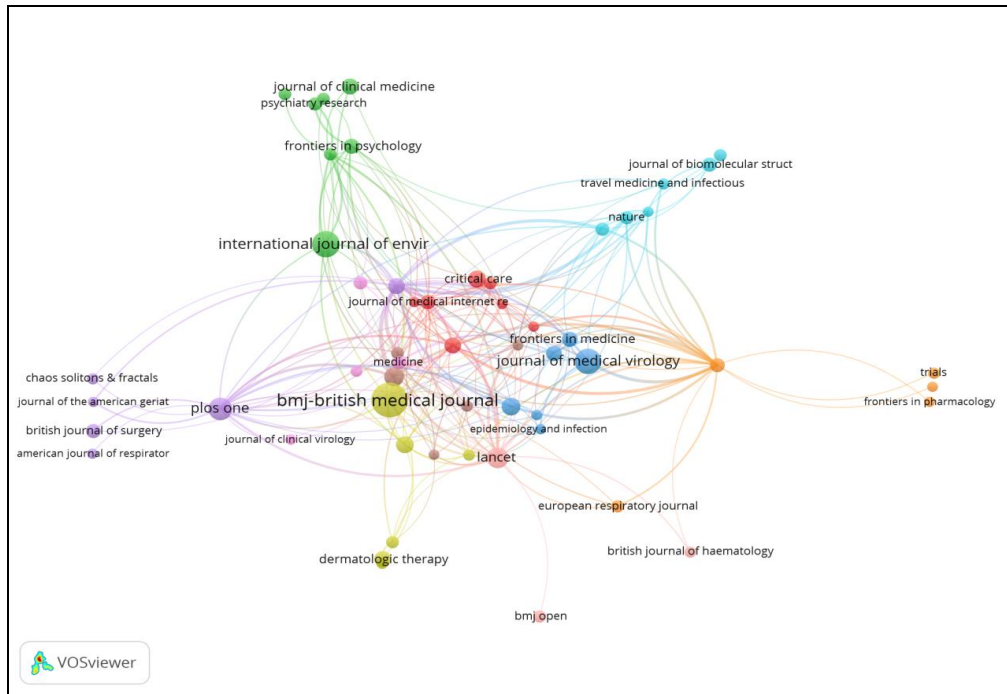 journal of clinical medicine
psychiatry research
frontiers in psychology
journal of biomolecular struct
travel medicine and infectious
nature
international journal of envir
critical care
journal of medical internet re
frontiers in medicine
journal of medical virology
medicine
trials
chaos solitons & fractals
bmj-british medical journal
frontiers in pharmacology
journal of the american geriat
plos one
british journal of surgery
epidemiology and infection
journal of clinical virology
american journal of respirator
lancet
european respiratory journal
british journal of haematology
dermatologic therapy
bmj open
VOSviewer